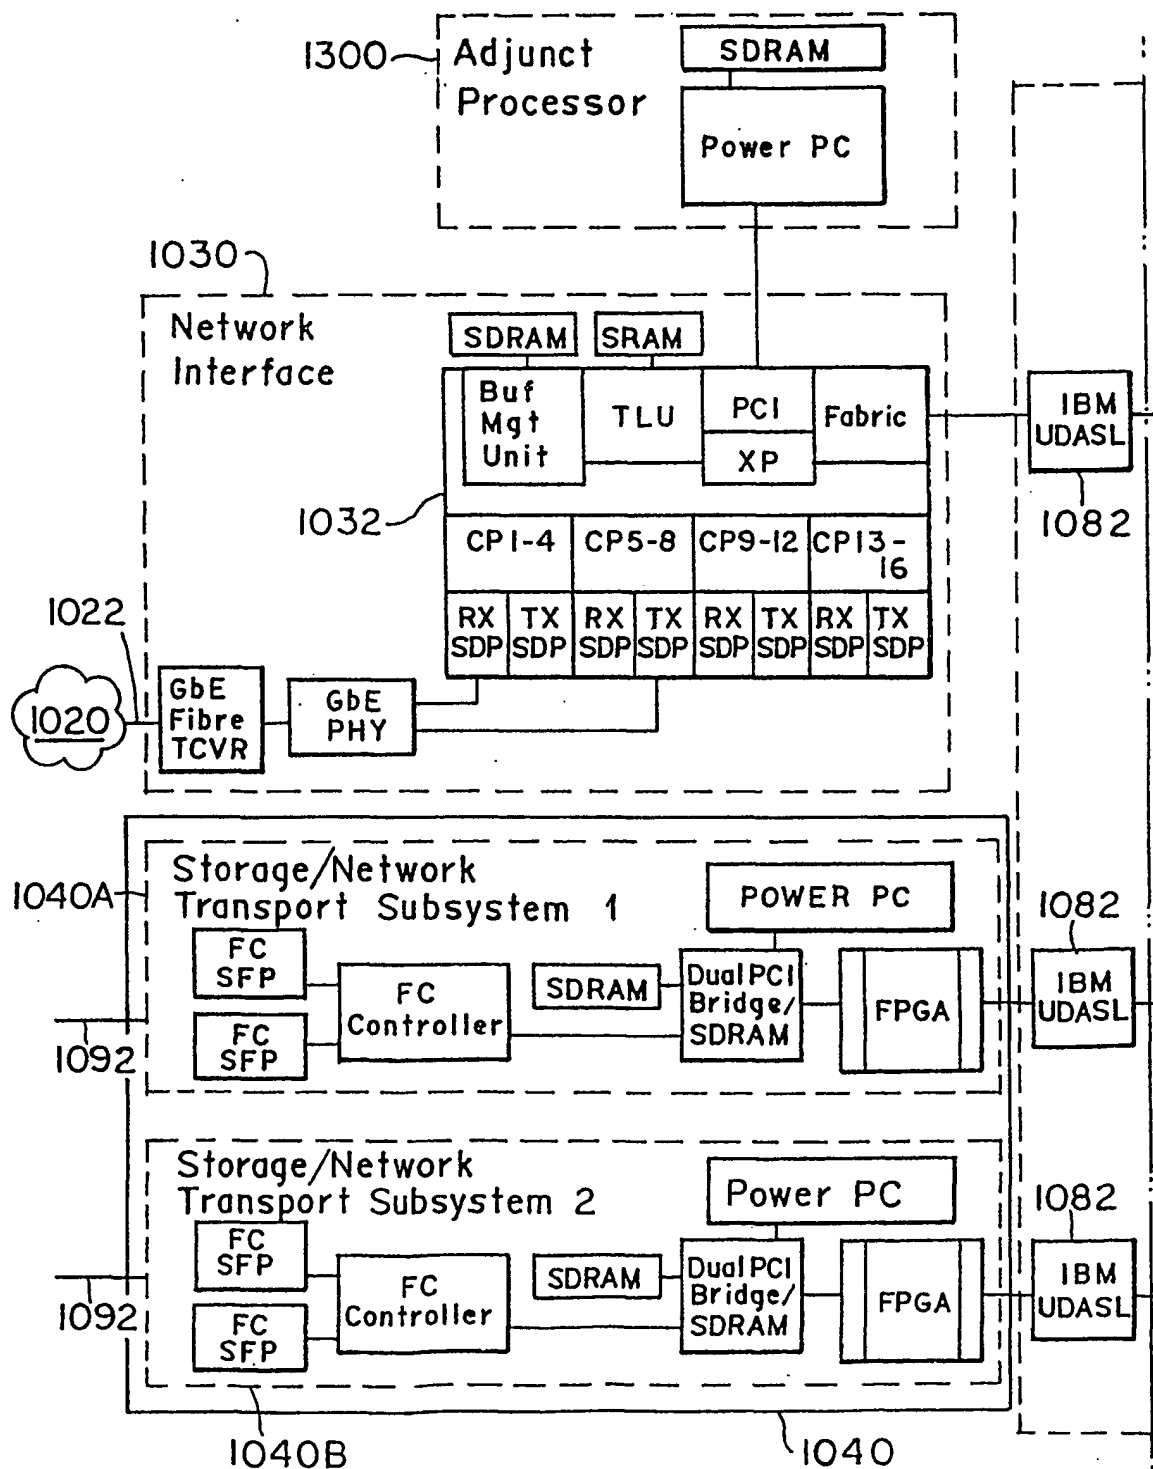 1300
Adjunct
Processor
SDRAM
Power PC
1030
Network
Interface
SDRAM
SRAM
Buf
Mgt
Unit
TLU
PCI
XP
Fabric
IBM
UDASL
1082
1032
CP1-4
CP5-8
CP9-12
CP13-
16
RX
SDP
TX
SDP
RX
SDP
TX
SDP
RX
SDP
TX
SDP
RX
SDP
TX
SDP
1022
1020
GbE
Fibre
TCVR
GbE
PHY
1040A
Storage/Network
Transport Subsystem 1
POWER PC
FC
SFP
FC
SFP
FC
Controller
SDRAM
Dual PCI
Bridge/
SDRAM
FPGA
1082
IBM
UDASL
1092
Storage/Network
Transport Subsystem 2
Power PC
FC
SFP
FC
SFP
FC
Controller
SDRAM
Dual PCI
Bridge/
SDRAM
FPGA
1082
IBM
UDASL
1092
1040B
1040